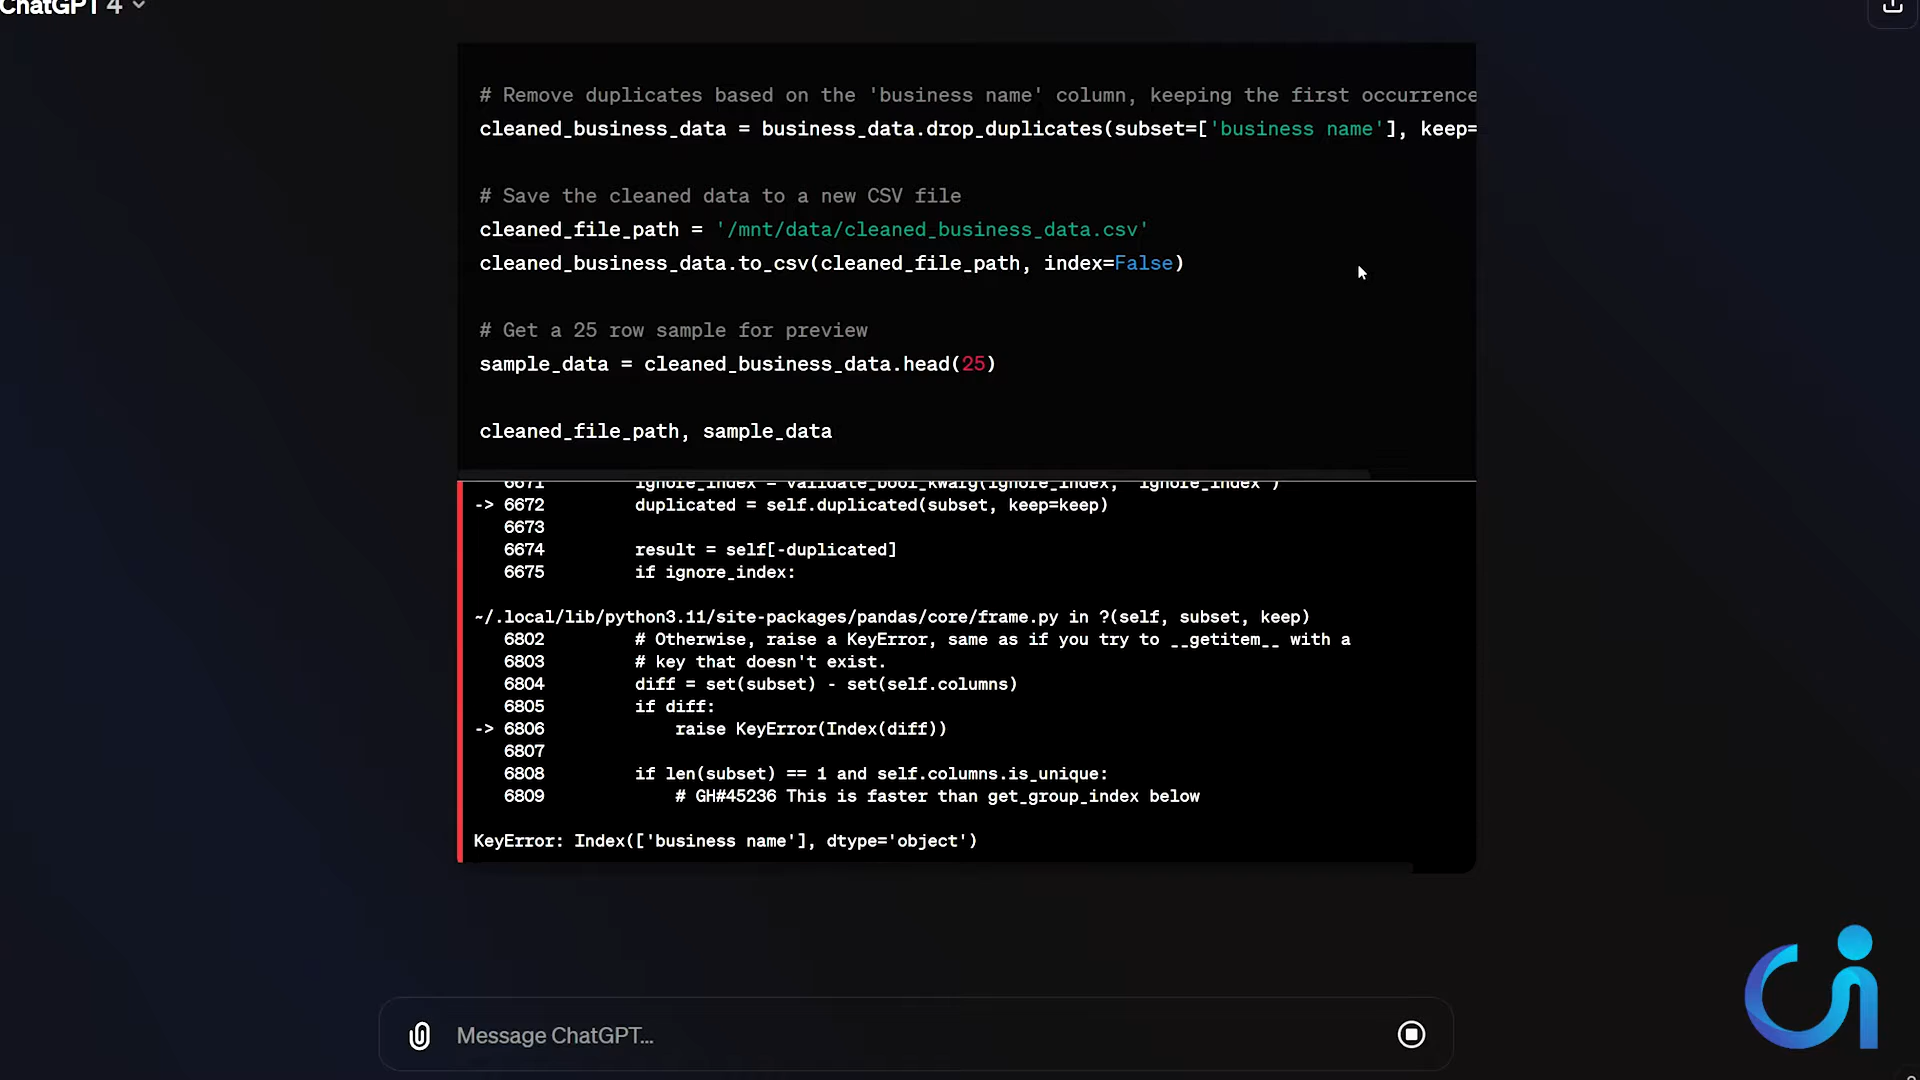 ChatGPT 4
# Remove duplicates based on the 'business name' column, keeping the first occurrence
cleaned_business_data = business_data.drop_duplicates(subset=['business name'], keep=
# Save the cleaned data to a new CSV file
cleaned_file_path = '/mnt/data/cleaned_business_data.csv'
cleaned_business_data.to_csv(cleaned_file_path, index=False)
# Get a 25 row sample for preview
sample_data = cleaned_business_data.head(25)
cleaned_file_path, sample_data
6671 ignore_index = validate_bool_kwarg(ignore_index, "ignore_index")
-> 6672 duplicated = self.duplicated(subset, keep=keep)
6673
6674 result = self[-duplicated]
6675 if ignore_index:
~/.local/lib/python3.11/site-packages/pandas/core/frame.py in ?(self, subset, keep)
6802 # Otherwise, raise a KeyError, same as if you try to __getitem__ with a
6803 # key that doesn't exist.
6804 diff = set(subset) - set(self.columns)
6805 if diff:
-> 6806 raise KeyError(Index(diff))
6807
6808 if len(subset) == 1 and self.columns.is_unique:
6809 # GH#45236 This is faster than get_group_index below
KeyError: Index(['business name'], dtype='object')
Message ChatGPT...